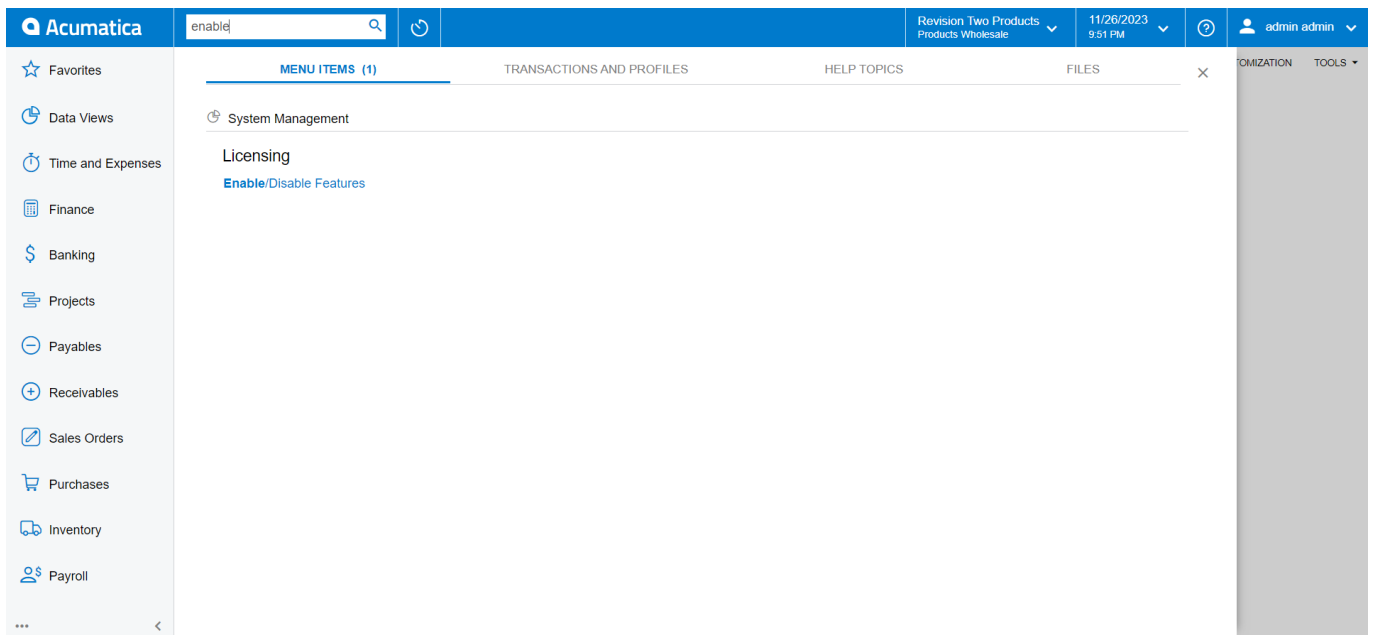 Acumatica
enable
Revision Two Products
Products Wholesale
11/26/2023
9:51 PM
?
admin admin
Favorites
Data Views
Time and Expenses
Finance
Banking
Projects
Payables
Receivables
Sales Orders
Purchases
Inventory
Payroll
MENU ITEMS (1)
TRANSACTIONS AND PROFILES
HELP TOPICS
FILES
TOOLS
System Management
Licensing
Enable/Disable Features